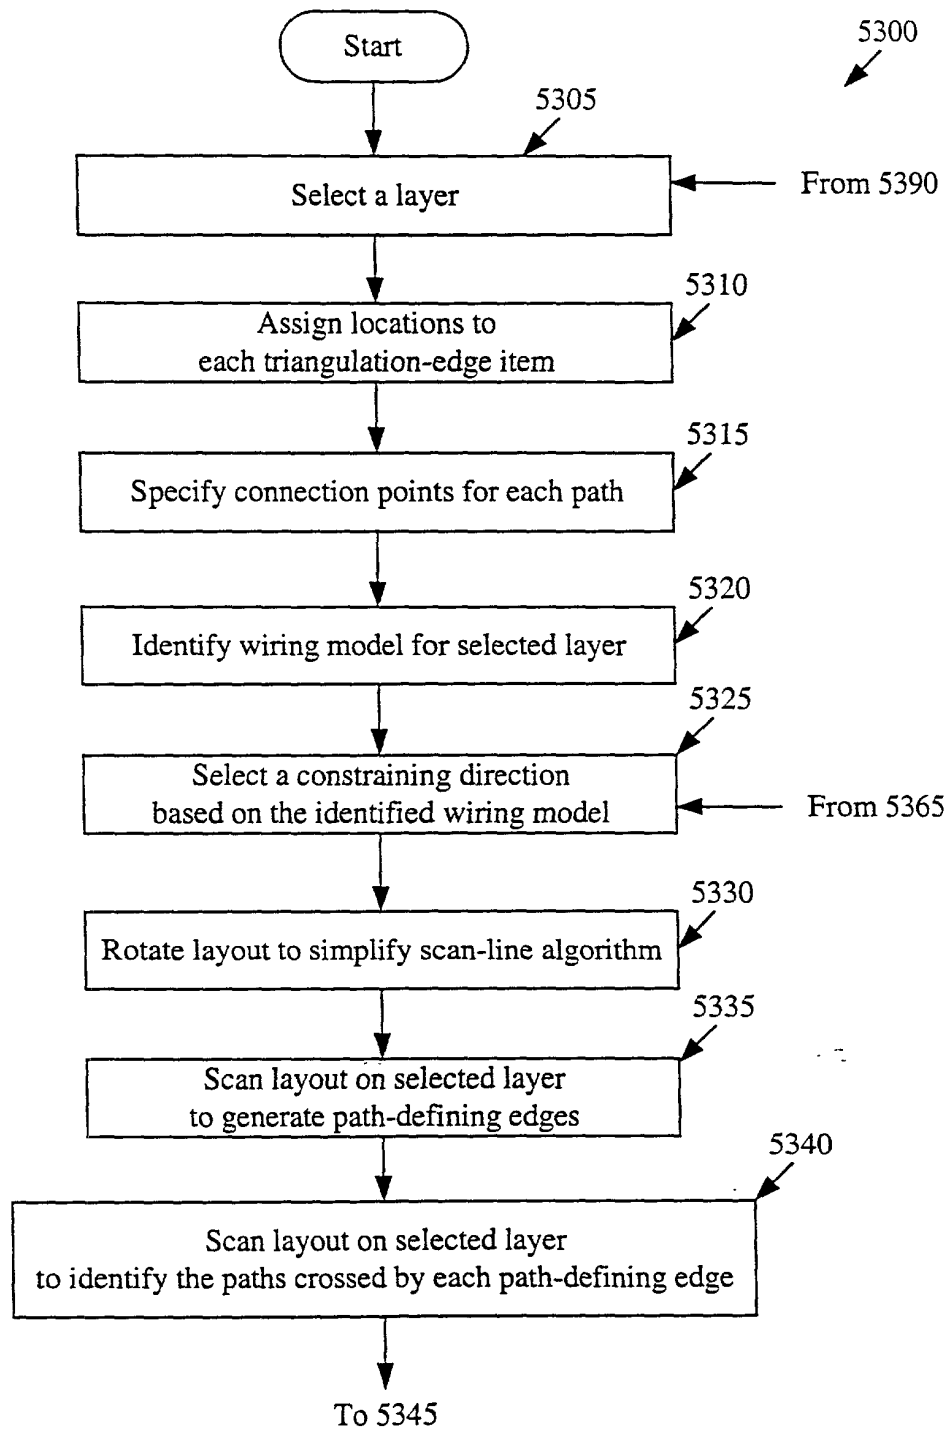 5300
Start
5305
Select a layer
From 5390
5310
Assign locations to
each triangulation-edge item
5315
Specify connection points for each path
5320
Identify wiring model for selected layer
5325
Select a constraining direction
based on the identified wiring model
From 5365
5330
Rotate layout to simplify scan-line algorithm
5335
Scan layout on selected layer
to generate path-defining edges
5340
Scan layout on selected layer
to identify the paths crossed by each path-defining edge
To 5345